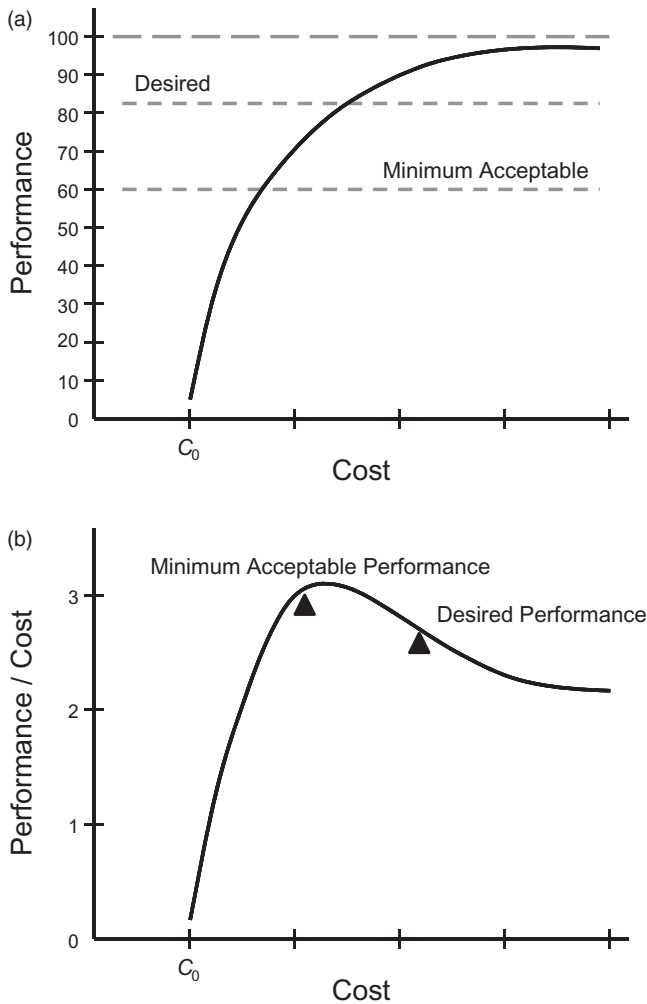 (a)
100
90
Desired
80
70
Minimum Acceptable
60
50
40
30
20
10
0
Performance
C0
Cost
(b)
Minimum Acceptable Performance
3
Desired Performance
2
1
0
Performance / Cost
C0
Cost